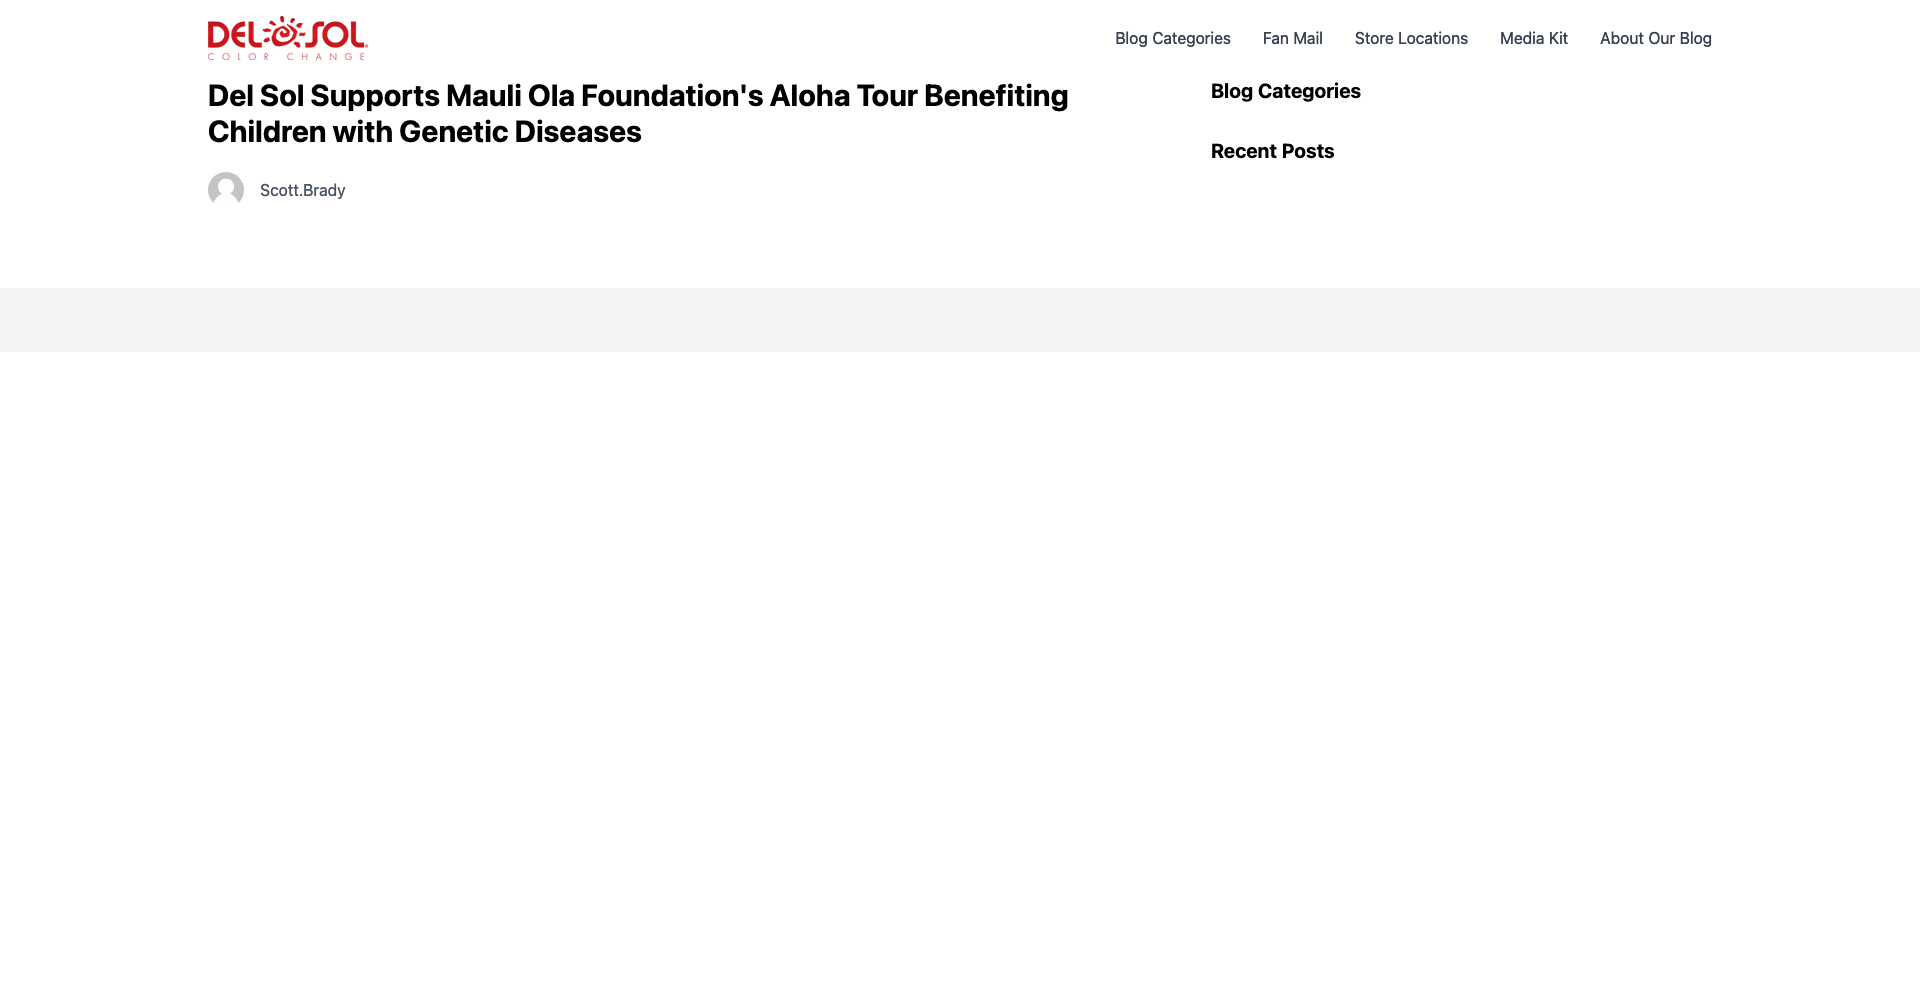 DEL SOL
COLOR CHANGE
Blog Categories
Fan Mail
Store Locations
Media Kit
About Our Blog
Del Sol Supports Mauli Ola Foundation's Aloha Tour Benefiting
Children with Genetic Diseases
Scott.Brady
Blog Categories
Recent Posts